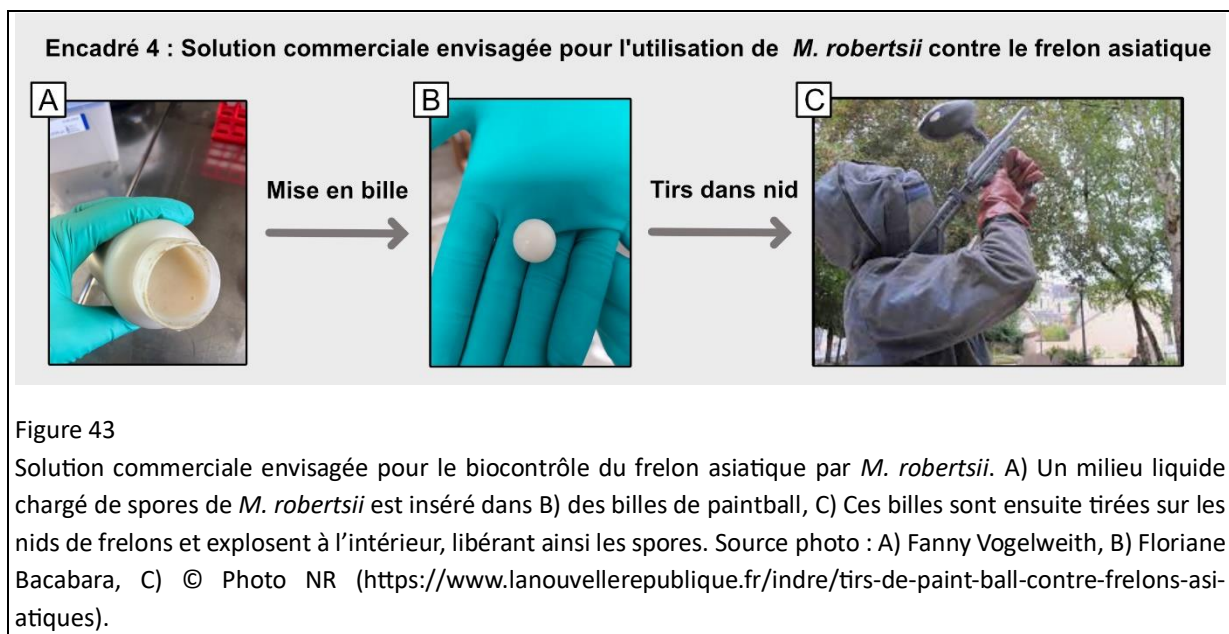 Encadré 4 : Solution commerciale envisagée pour l'utilisation de M. robertsii contre le frelon asiatique
A
B
C
Mise en bille
Tirs dans nid
Figure 43
Solution commerciale envisagée pour le biocontrôle du frelon asiatique par M. robertsii. A) Un milieu liquide
chargé de spores de M. robertsii est inséré dans B) des billes de paintball, C) Ces billes sont ensuite tirées sur les
nids de frelons et explosent à l’intérieur, libérant ainsi les spores. Source photo : A) Fanny Vogelweith, B) Floriane
Bacabara, C) © Photo NR (https://www.lanouvellerepublique.fr/indre/tirs-de-paint-ball-contre-frelons-asi-
atiques).